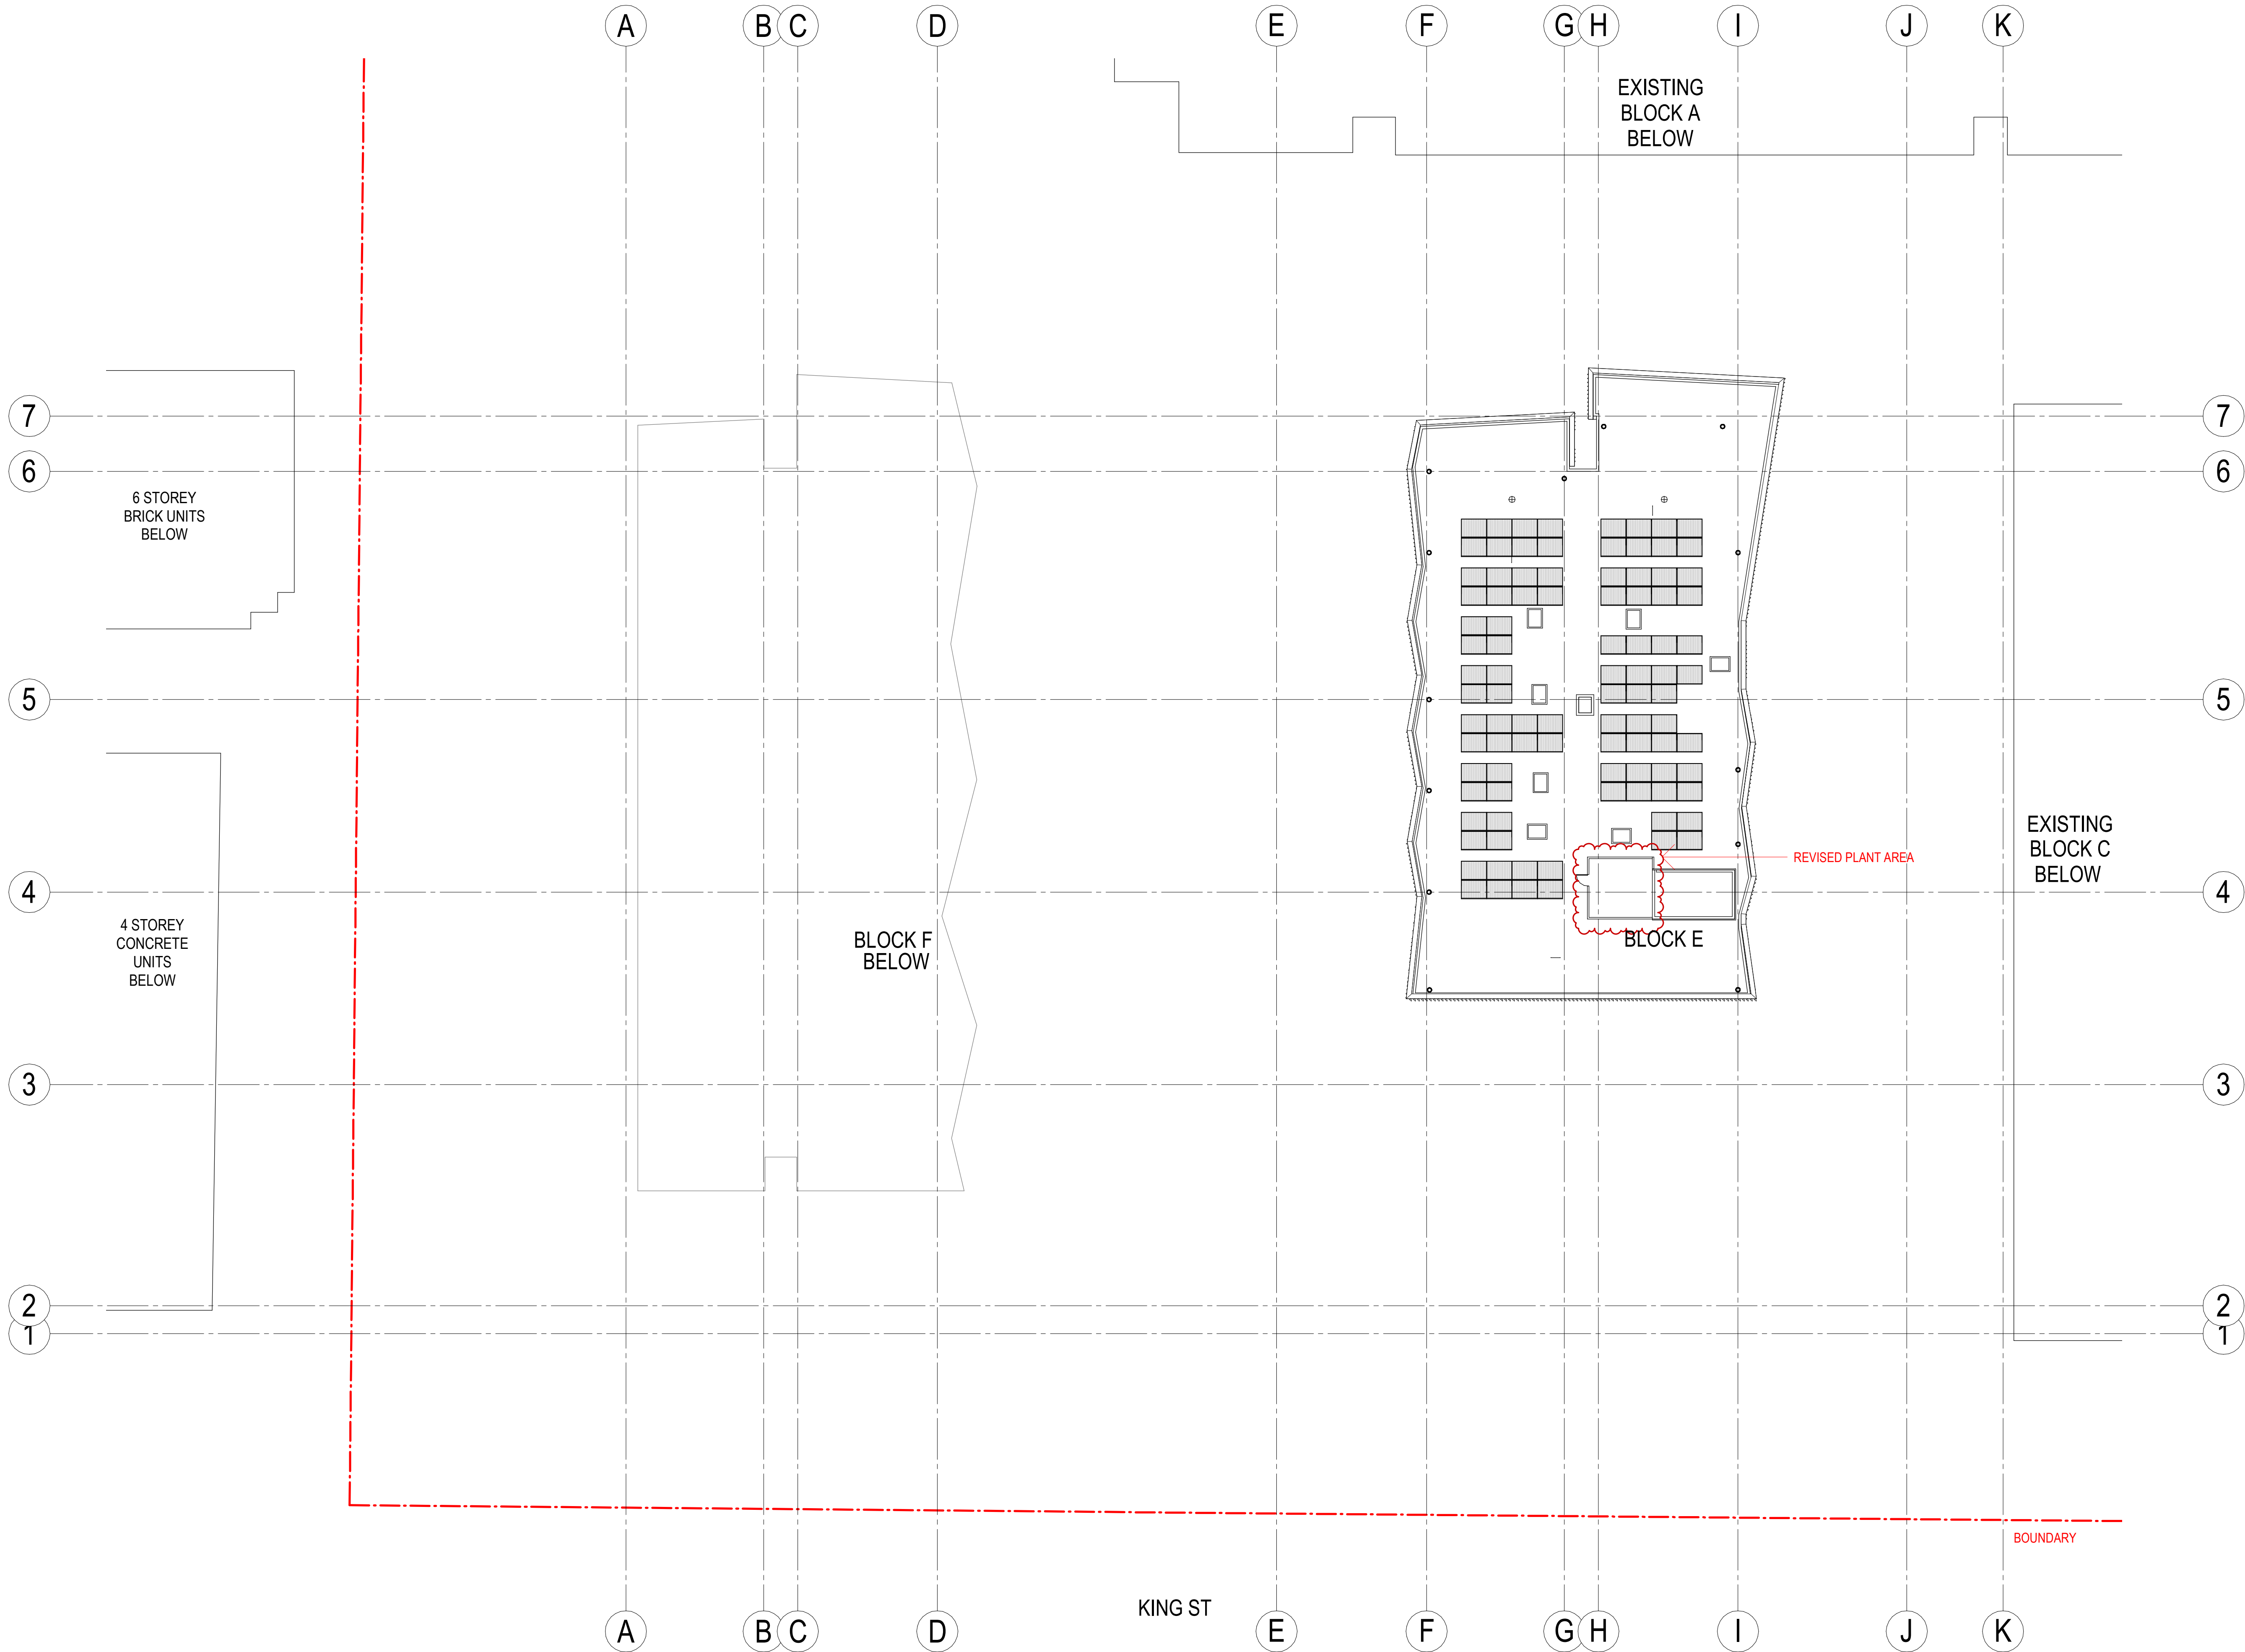 A B C D E F G H I J K
EXISTING
BLOCK A
BELOW
7 7
6 6
6 STOREY
BRICK UNITS
BELOW
5 5
EXISTING
BLOCK C
BELOW
REVISED PLANT AREA
4 4
4 STOREY
CONCRETE
UNITS
BELOW
BLOCK F
BELOW
BLOCK E
3 3
2 2
1 1
BOUNDARY
KING ST
A B C D E F G H I J K